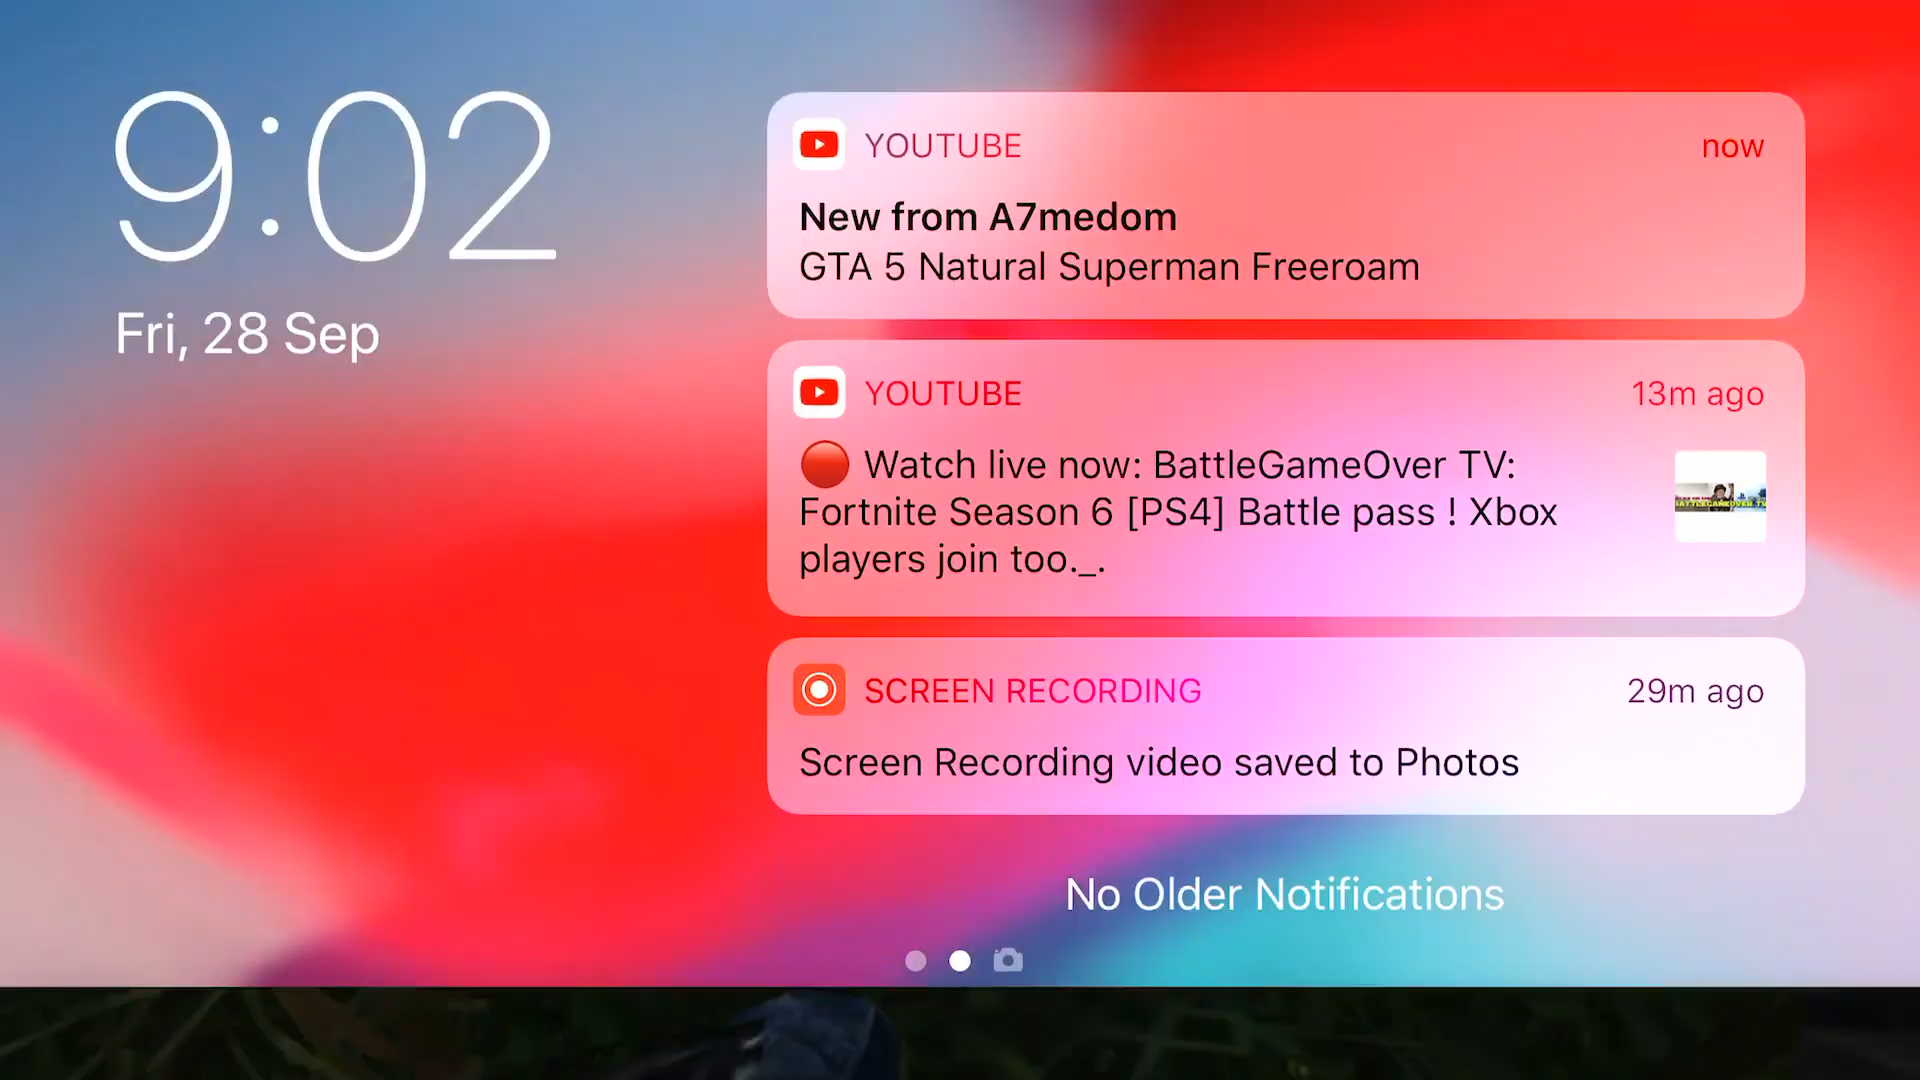 9:02
Fri, 28 Sep
YOUTUBE
now
New from A7medom
GTA 5 Natural Superman Freeroam
YOUTUBE
13m ago
🔴 Watch live now: BattleGameOver TV:
Fortnite Season 6 [PS4] Battle pass ! Xbox
players join too._.
BATTLEGAMEOVER TV
SCREEN RECORDING
29m ago
Screen Recording video saved to Photos
No Older Notifications